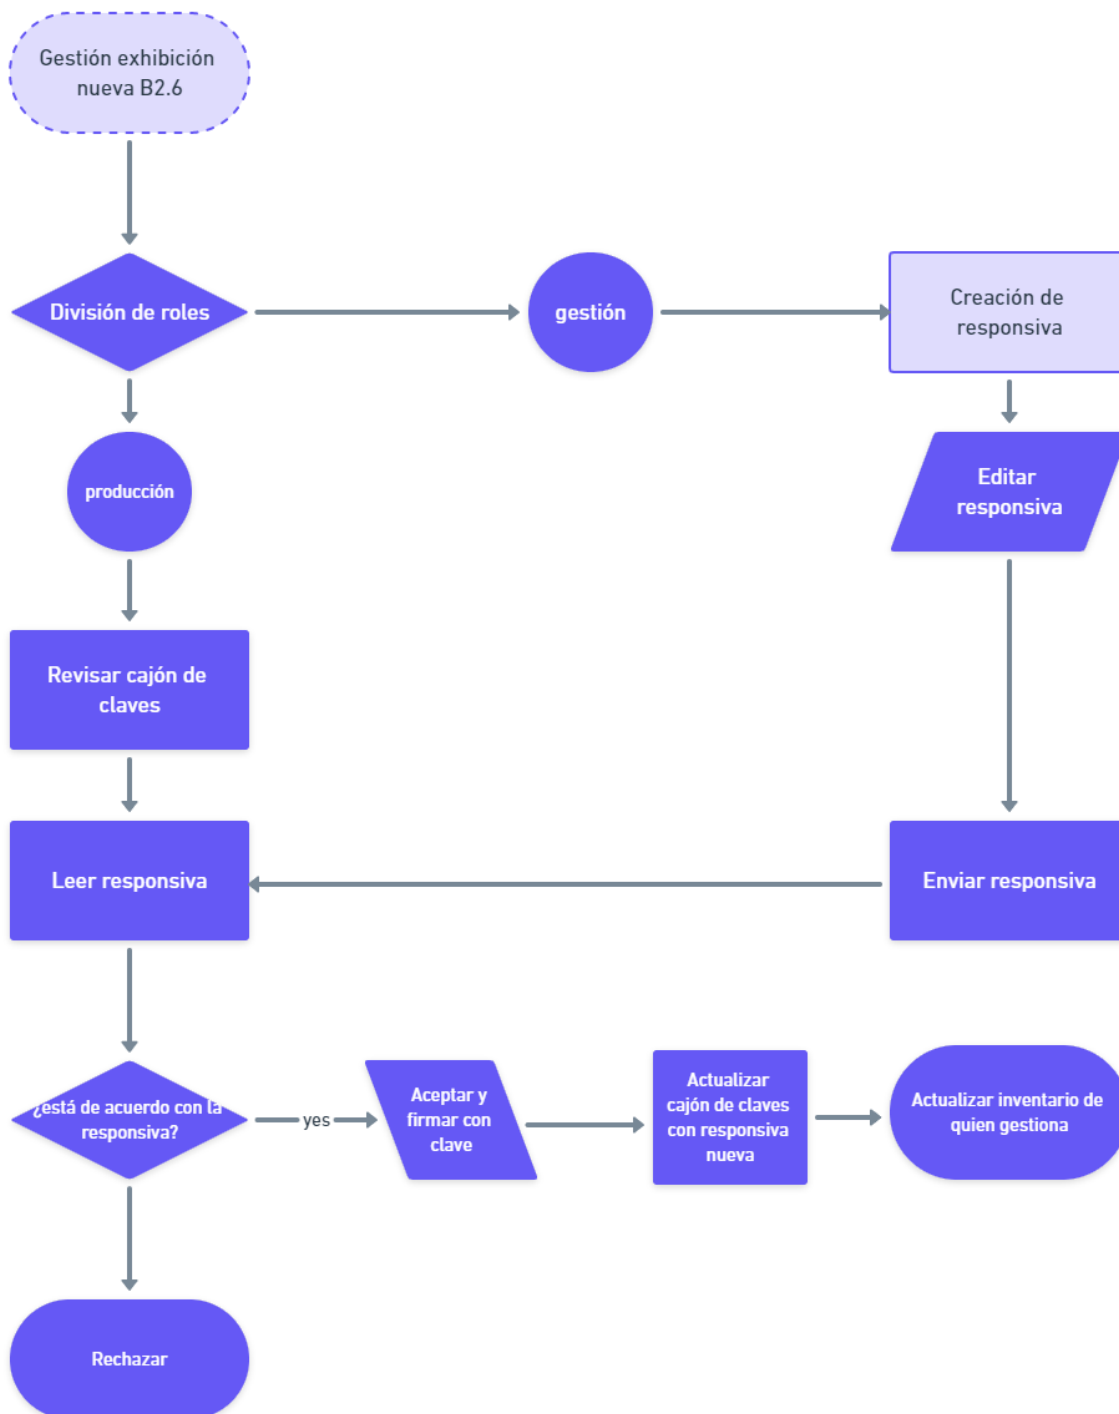 Gestión exhibición
nueva B2.6
División de roles
gestión
Creación de
responsiva
producción
Editar
responsiva
Revisar cajón de
claves
Leer responsiva
Enviar responsiva
¿está de acuerdo con la
responsiva?
yes
Aceptar y
firmar con
clave
Actualizar
cajón de claves
con responsiva
nueva
Actualizar inventario de
quien gestiona
Rechazar